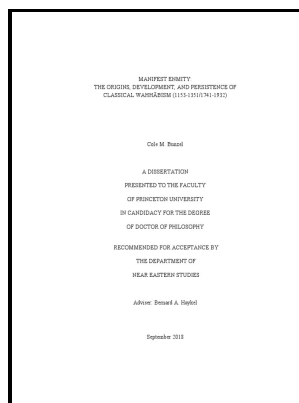 MANIFEST ENMITY
THE ORIGINS, DEVELOPMENT, AND PERSISTENCE OF
CLASSICAL WAHHĀBISM (1153-1351/1741-1932)
Cole M. Bunzel
A DISSERTATION
PRESENTED TO THE FACULTY
OF PRINCETON UNIVERSITY
IN CANDIDACY FOR THE DEGREE
OF DOCTOR OF PHILOSOPHY
RECOMMENDED FOR ACCEPTANCE BY
THE DEPARTMENT OF
NEAR EASTERN STUDIES
Adviser: Bernard A. Haykel
September 2018